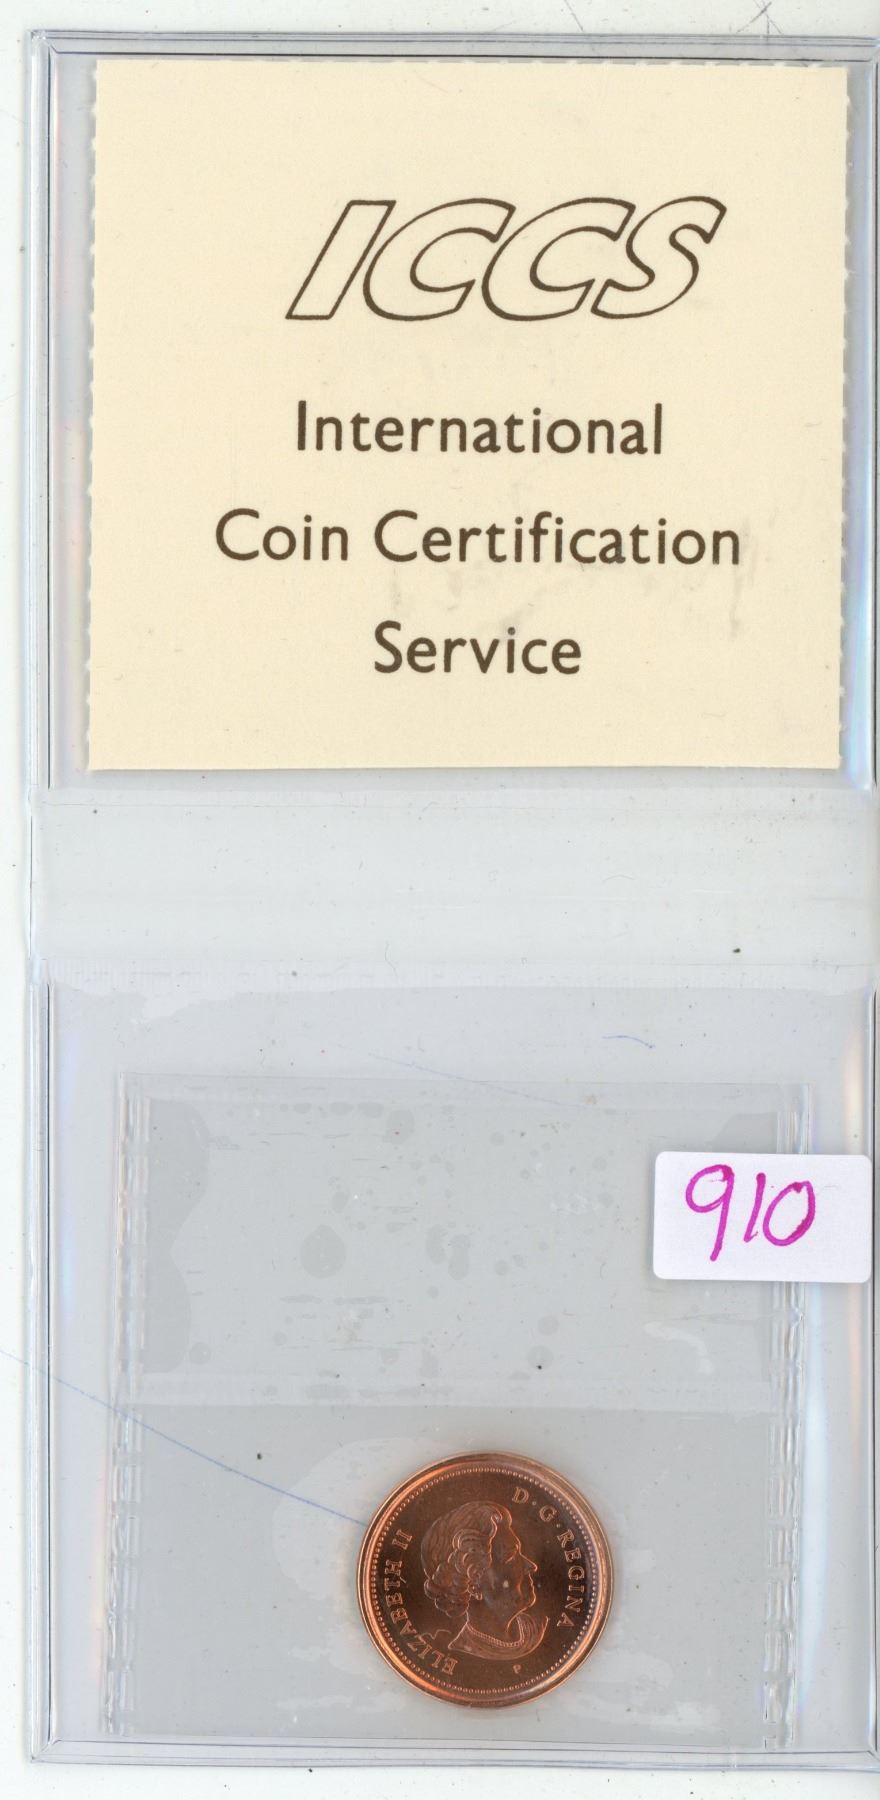 ICCS
International
Coin Certification
Service
910
ELIZABETH II D·G·REGINA
P